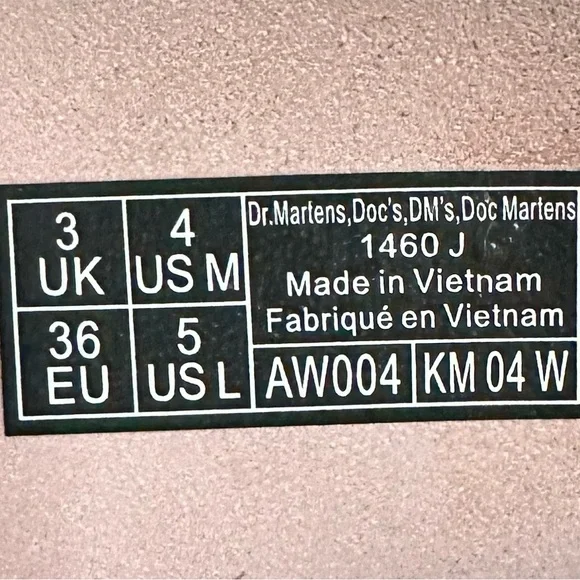 3
UK
4
US M
36
EU
5
US L
Dr.Martens,Doc's,DM's,Doc Martens
1460 J
Made in Vietnam
Fabriqué en Vietnam
AW004
KM 04 W